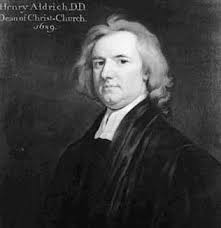 Henry Aldrich, D.D.
Dean of Christ-Church.
1689.